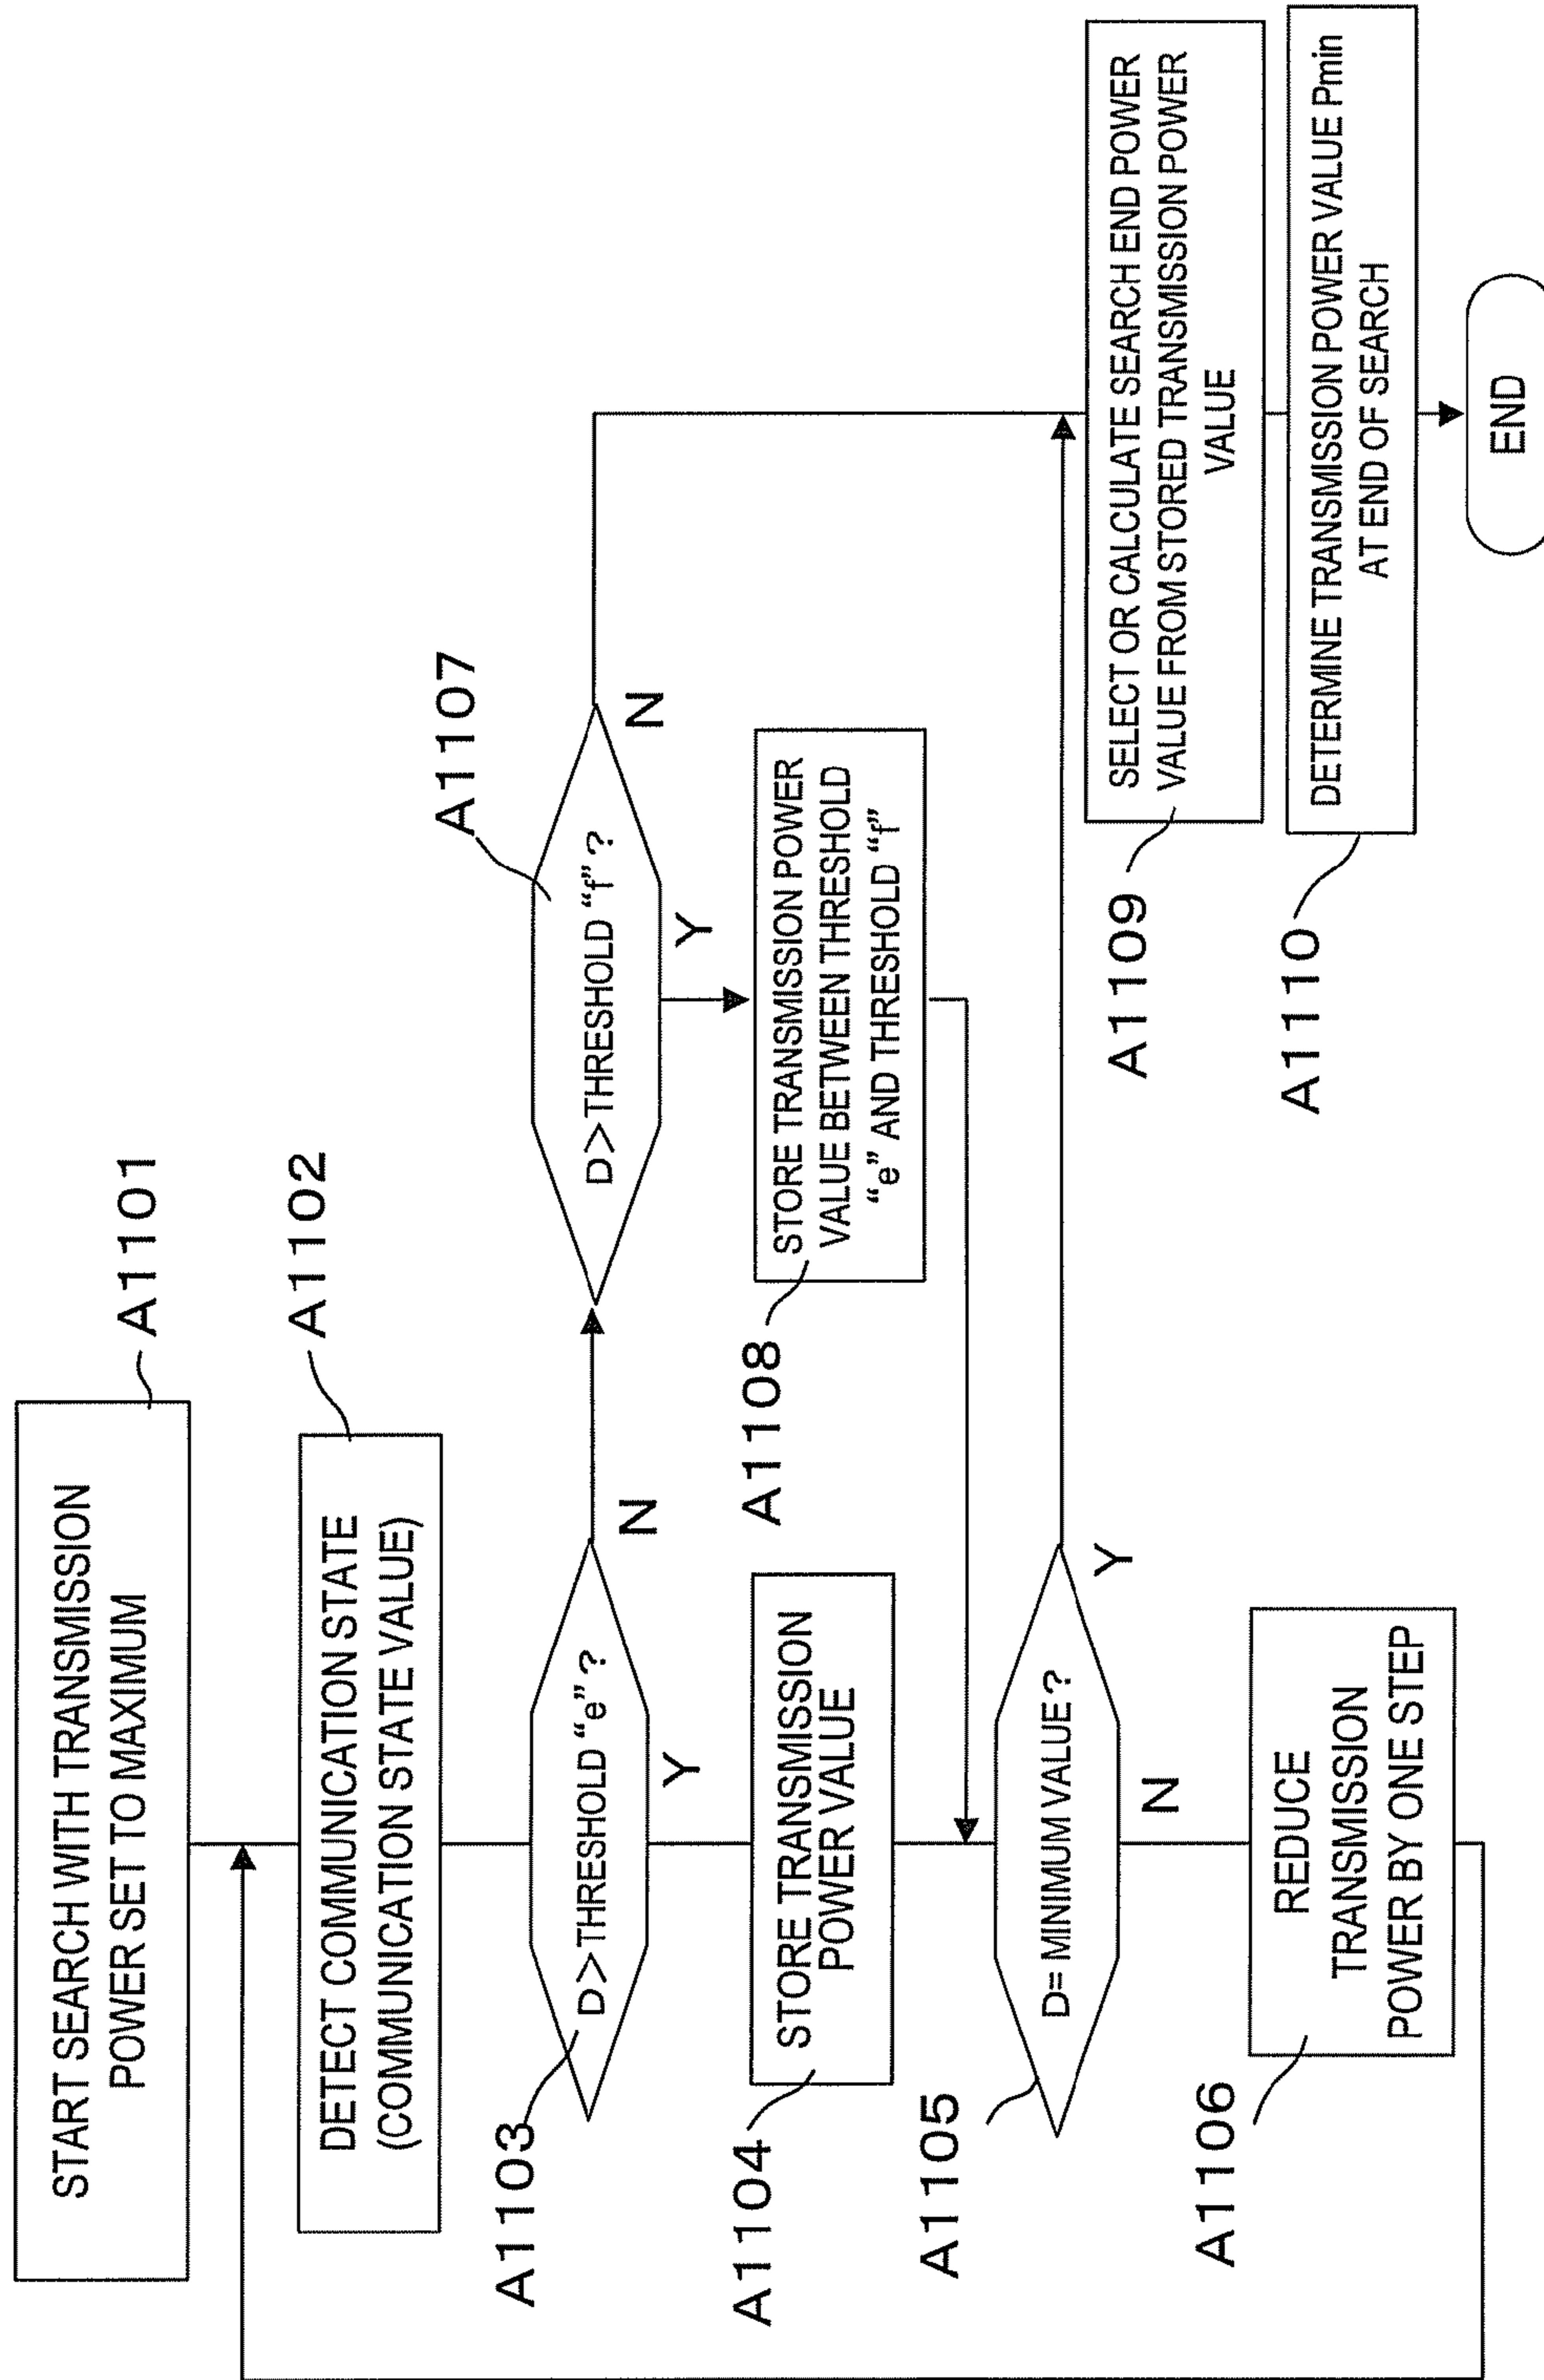 START SEARCH WITH TRANSMISSION
POWER SET TO MAXIMUM
A1101
DETECT COMMUNICATION STATE
(COMMUNICATION STATE VALUE)
A1102
A1103
D>THRESHOLD “e”?
N
Y
A1107
D>THRESHOLD “f”?
N
Y
A1104
STORE TRANSMISSION
POWER VALUE
A1108
STORE TRANSMISSION POWER
VALUE BETWEEN THRESHOLD
“e” AND THRESHOLD “f”
A1105
D= MINIMUM VALUE?
Y
N
A1106
REDUCE
TRANSMISSION
POWER BY ONE STEP
A1109
SELECT OR CALCULATE SEARCH END POWER
VALUE FROM STORED TRANSMISSION POWER
VALUE
A1110
DETERMINE TRANSMISSION POWER VALUE Pmin
AT END OF SEARCH
END